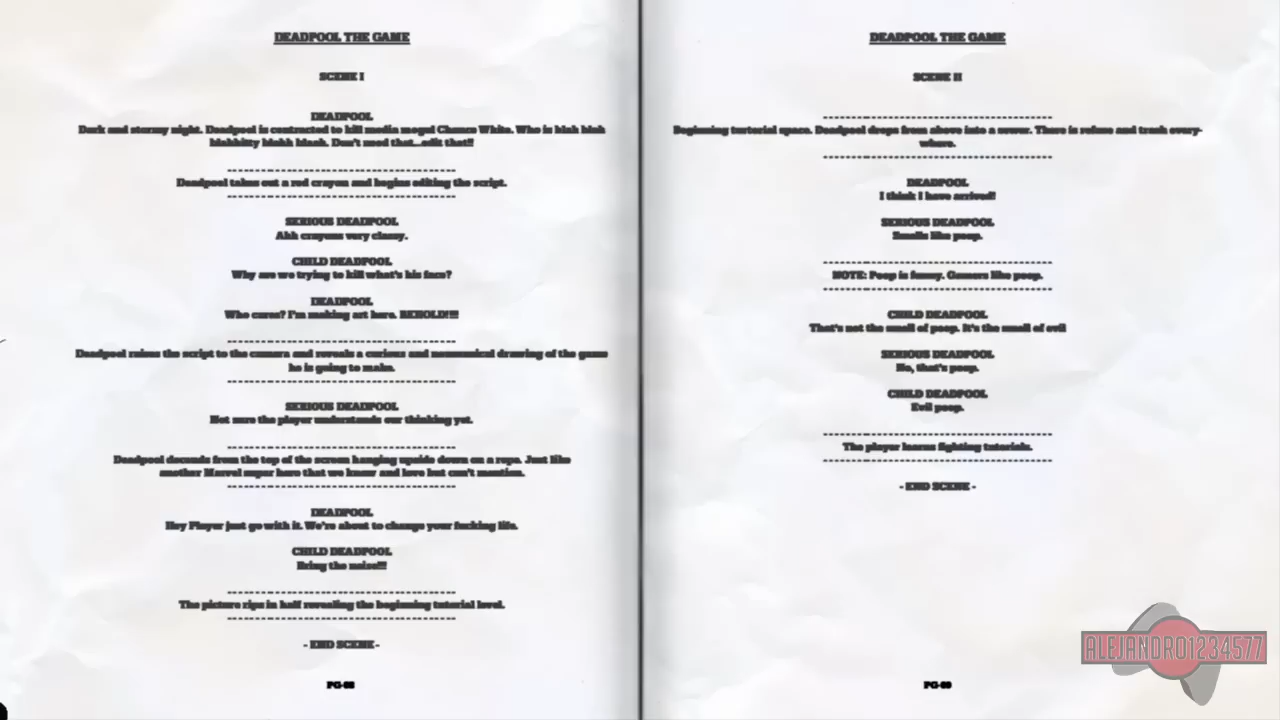 DEADPOOL THE GAME
SCENE I
DEADPOOL
Dark and stormy night. Deadpool is contracted to kill media mogul Chance White. Who is blah blah
blabbitty blahh blaah. Don't need that...edit that!!
Deadpool takes out a red crayon and begins editing the script.
SERIOUS DEADPOOL
Ahh crayons very classy.
CHILD DEADPOOL
Why are we trying to kill what's his face?
DEADPOOL
Who cares? I'm making art here. BEHOLD!!!!
Deadpool raises the script to the camera and reveals a curious and nonsensical drawing of the game
he is going to make.
SERIOUS DEADPOOL
Not sure the player understands our thinking yet.
Deadpool decends from the top of the screen hanging upside down on a rope. Just like
another Marvel super hero that we know and love but can't mention.
DEADPOOL
Hey Player just go with it. We're about to change your fucking life.
CHILD DEADPOOL
Bring the noise!!!
The picture rips in half revealing the beginning tutorial level.
- END SCENE -
DEADPOOL THE GAME
SCENE II
Beginning tortorial space. Deadpool drops from above into a sewer. There is refuse and trash every-
where.
DEADPOOL
I think I have arrived!
SERIOUS DEADPOOL
Smells like poop.
NOTE: Poop is funny. Gamers like poop.
CHILD DEADPOOL
That's not the smell of poop. It's the smell of evil
SERIOUS DEADPOOL
No, that's poop.
CHILD DEADPOOL
Evil poop.
The player learns fighting tutorials.
- END SCENE -
ALEJANDRO1234577